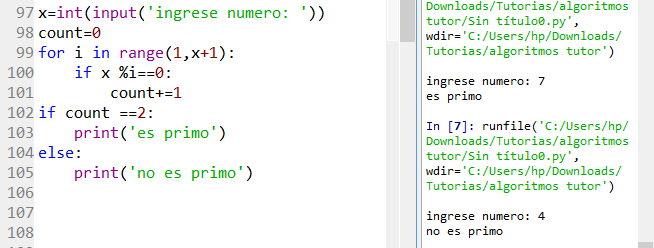 97 x=int(input('ingrese numero: '))
98 count=0
99 for i in range(1,x+1):
100     if x %i==0:
101         count+=1
102 if count ==2:
103     print('es primo')
104 else:
105     print('no es primo')
106
107
108
Downloads/Tutorias/algoritmos
tutor/Sin título0.py',
wdir='C:/Users/hp/Downloads/
Tutorias/algoritmos tutor')
ingrese numero: 7
es primo
In [7]: runfile('C:/Users/hp/
Downloads/Tutorias/algoritmos
tutor/Sin título0.py',
wdir='C:/Users/hp/Downloads/
Tutorias/algoritmos tutor')
ingrese numero: 4
no es primo